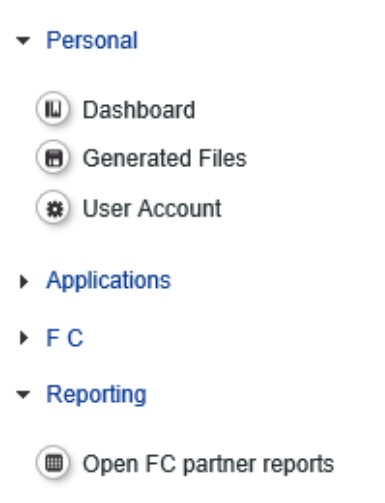 Personal
Dashboard
Generated Files
User Account
Applications
F C
Reporting
Open FC partner reports